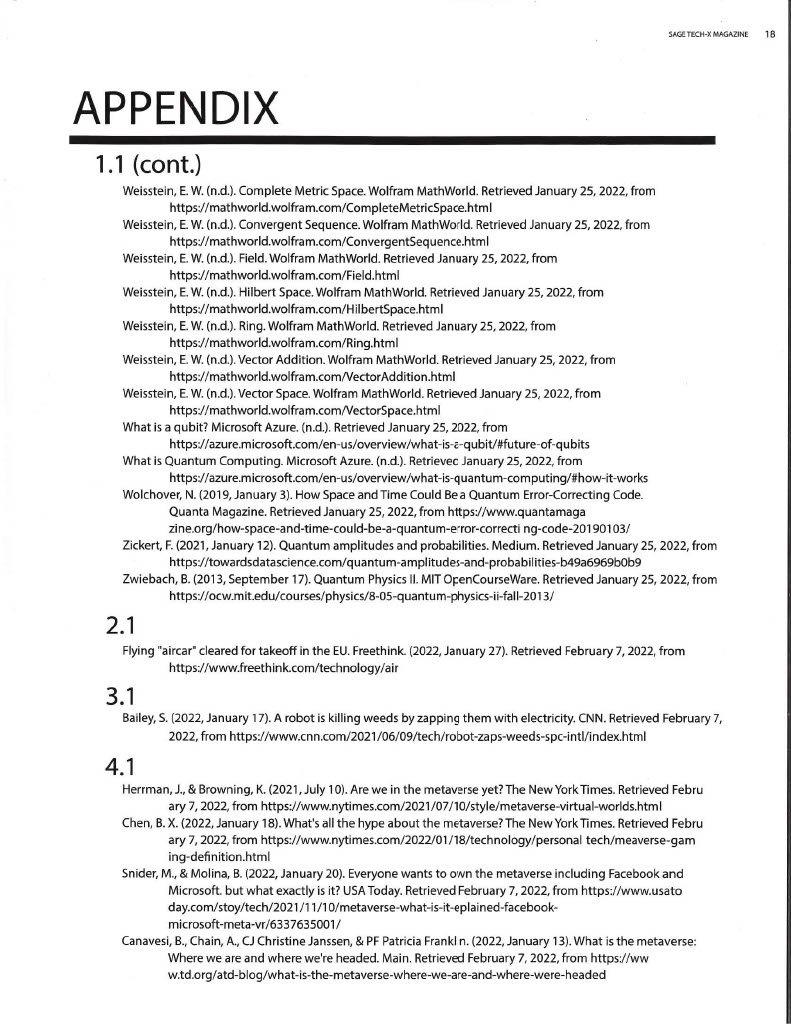 SAGE TECH-X MAGAZINE 18
APPENDIX
1.1 (cont.)
Weisstein, E. W. (n.d.). Complete Metric Space. Wolfram MathWorld. Retrieved January 25, 2022, from
https://mathworld.wolfram.com/CompleteMetricSpace.html
Weisstein, E. W. (n.d.). Convergent Sequence. Wolfram MathWorld. Retrieved January 25, 2022, from
https://mathworld.wolfram.com/ConvergentSequence.html
Weisstein, E. W. (n.d.). Field. Wolfram MathWorld. Retrieved January 25, 2022, from
https://mathworld.wolfram.com/Field.html
Weisstein, E. W. (n.d.). Hilbert Space. Wolfram MathWorld. Retrieved January 25, 2022, from
https://mathworld.wolfram.com/HilbertSpace.html
Weisstein, E. W. (n.d.). Ring. Wolfram MathWorld. Retrieved January 25, 2022, from
https://mathworld.wolfram.com/Ring.html
Weisstein, E. W. (n.d.). Vector Addition. Wolfram MathWorld. Retrieved January 25, 2022, from
https://mathworld.wolfram.com/VectorAddition.html
Weisstein, E. W. (n.d.). Vector Space. Wolfram MathWorld. Retrieved January 25, 2022, from
https://mathworld.wolfram.com/VectorSpace.html
What is a qubit? Microsoft Azure. (n.d.). Retrieved January 25, 2022, from
https://azure.microsoft.com/en-us/overview/what-is-a-qubit/#future-of-qubits
What is Quantum Computing. Microsoft Azure. (n.d.). Retrieved January 25, 2022, from
https://azure.microsoft.com/en-us/overview/what-is-quantum-computing/#how-it-works
Wolchover, N. (2019, January 3). How Space and Time Could Be a Quantum Error-Correcting Code.
Quanta Magazine. Retrieved January 25, 2022, from https://www.quantamaga
zine.org/how-space-and-time-could-be-a-quantum-error-correcti ng-code-20190103/
Zickert, F. (2021, January 12). Quantum amplitudes and probabilities. Medium. Retrieved January 25, 2022, from
https://towardsdatascience.com/quantum-amplitudes-and-probabilities-b49a6969b0b9
Zwiebach, B. (2013, September 17). Quantum Physics II. MIT OpenCourseWare. Retrieved January 25, 2022, from
https://ocw.mit.edu/courses/physics/8-05-quantum-physics-ii-fall-2013/
2.1
Flying "aircar" cleared for takeoff in the EU. Freethink. (2022, January 27). Retrieved February 7, 2022, from
https://www.freethink.com/technology/air
3.1
Bailey, S. (2022, January 17). A robot is killing weeds by zapping them with electricity. CNN. Retrieved February 7,
2022, from https://www.cnn.com/2021/06/09/tech/robot-zaps-weeds-spc-intl/index.html
4.1
Herrman, J., & Browning, K. (2021, July 10). Are we in the metaverse yet? The New York Times. Retrieved Febru
ary 7, 2022, from https://www.nytimes.com/2021/07/10/style/metaverse-virtual-worlds.html
Chen, B. X. (2022, January 18). What's all the hype about the metaverse? The New York Times. Retrieved Febru
ary 7, 2022, from https://www.nytimes.com/2022/01/18/technology/personal tech/meaverse-gam
ing-definition.html
Snider, M., & Molina, B. (2022, January 20). Everyone wants to own the metaverse including Facebook and
Microsoft. but what exactly is it? USA Today. Retrieved February 7, 2022, from https://www.usato
day.com/stoy/tech/2021/11/10/metaverse-what-is-it-eplained-facebook-
microsoft-meta-vr/6337635001/
Canavesi, B., Chain, A., CJ Christine Janssen, & PF Patricia Franklin. (2022, January 13). What is the metaverse:
Where we are and where we're headed. Main. Retrieved February 7, 2022, from https://ww
w.td.org/atd-blog/what-is-the-metaverse-where-we-are-and-where-were-headed